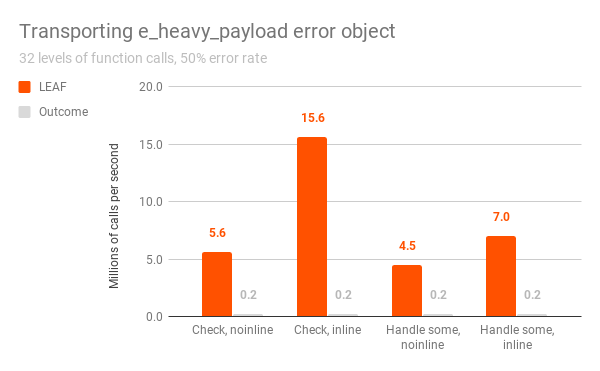 Transporting e_heavy_payload error object
32 levels of function calls, 50% error rate
LEAF
Outcome
Millions of calls per second
20.0
15.0
10.0
5.0
0.0
5.6
0.2
15.6
0.2
4.5
0.2
7.0
0.2
Check, noinline
Check, inline
Handle some,
noinline
Handle some,
inline